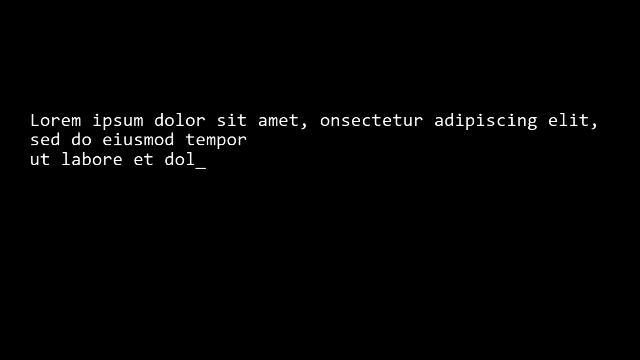 Lorem ipsum dolor sit amet, onsectetur adipiscing elit,
sed do eiusmod tempor
ut labore et dol_